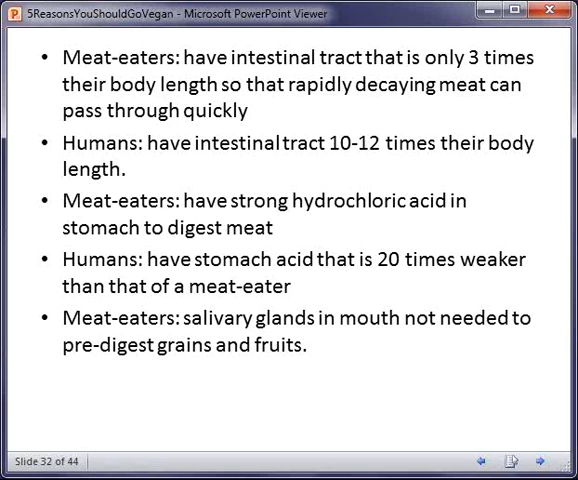 5ReasonsYouShouldGoVegan - Microsoft PowerPoint Viewer
• Meat-eaters: have intestinal tract that is only 3 times
their body length so that rapidly decaying meat can
pass through quickly
• Humans: have intestinal tract 10-12 times their body
length.
• Meat-eaters: have strong hydrochloric acid in
stomach to digest meat
• Humans: have stomach acid that is 20 times weaker
than that of a meat-eater
• Meat-eaters: salivary glands in mouth not needed to
pre-digest grains and fruits.
Slide 32 of 44